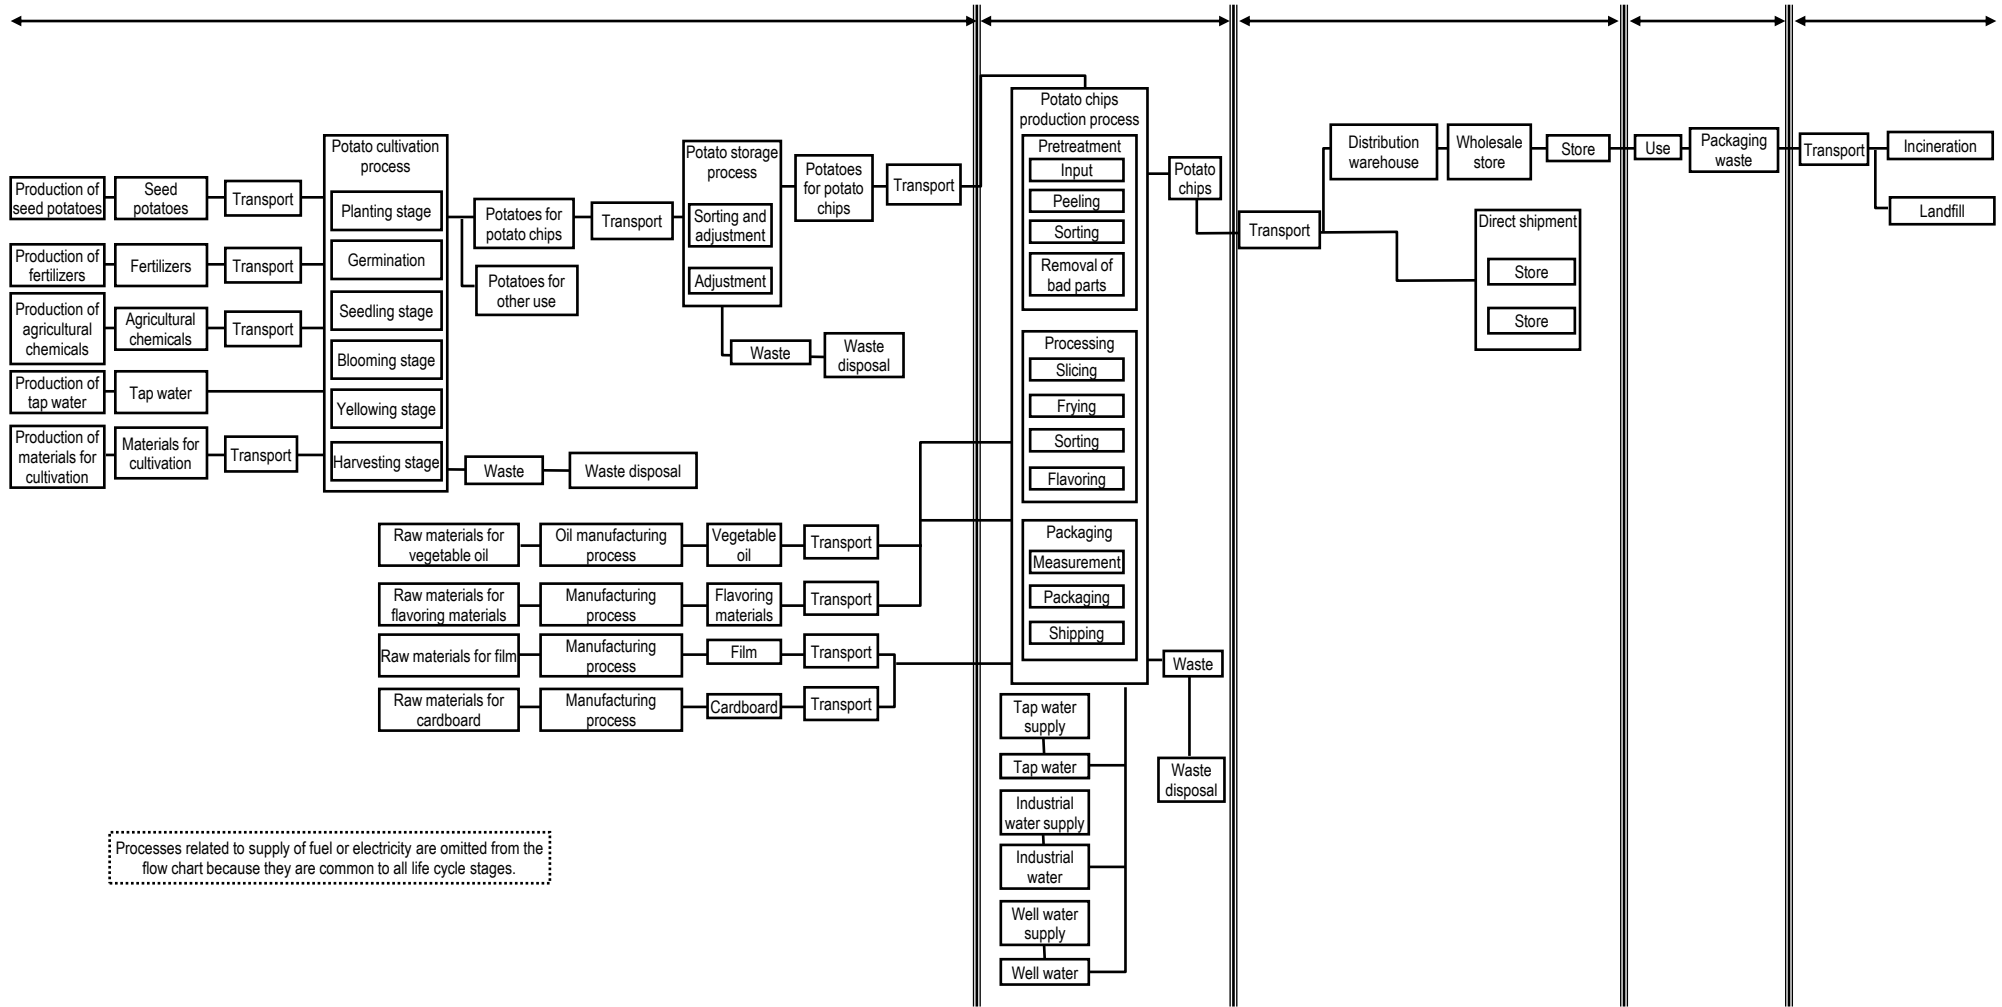 Production of
seed potatoes
Seed
potatoes
Transport
Production of
fertilizers
Fertilizers
Transport
Production of
agricultural
chemicals
Agricultural
chemicals
Transport
Production of
tap water
Tap water
Production of
materials for
cultivation
Materials for
cultivation
Transport
Potato cultivation
process
Planting stage
Germination
Seedling stage
Blooming stage
Yellowing stage
Harvesting stage
Potatoes for
potato chips
Potatoes for
other use
Transport
Waste
Waste disposal
Potato storage
process
Sorting and
adjustment
Adjustment
Waste
Waste
disposal
Potatoes
for potato
chips
Transport
Raw materials for
vegetable oil
Oil manufacturing
process
Vegetable
oil
Transport
Raw materials for
flavoring materials
Manufacturing
process
Flavoring
materials
Transport
Raw materials for film
Manufacturing
process
Film
Transport
Raw materials for
cardboard
Manufacturing
process
Cardboard
Transport
Processes related to supply of fuel or electricity are omitted from the
flow chart because they are common to all life cycle stages.
Potato chips
production process
Pretreatment
Input
Peeling
Sorting
Removal of
bad parts
Processing
Slicing
Frying
Sorting
Flavoring
Packaging
Measurement
Packaging
Shipping
Potato
chips
Waste
Waste
disposal
Tap water
supply
Tap water
Industrial
water supply
Industrial
water
Well water
supply
Well water
Transport
Distribution
warehouse
Wholesale
store
Store
Direct shipment
Store
Store
Use
Packaging
waste
Transport
Incineration
Landfill